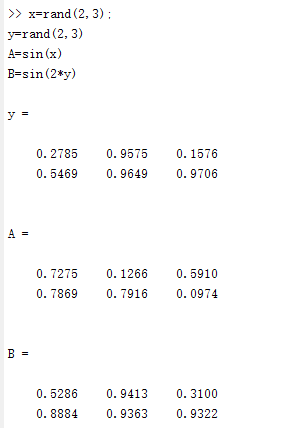 >> x=rand(2,3);
y=rand(2,3)
A=sin(x)
B=sin(2*y)
y =
0.2785 0.9575 0.1576
0.5469 0.9649 0.9706
A =
0.7275 0.1266 0.5910
0.7869 0.7916 0.0974
B =
0.5286 0.9413 0.3100
0.8884 0.9363 0.9322